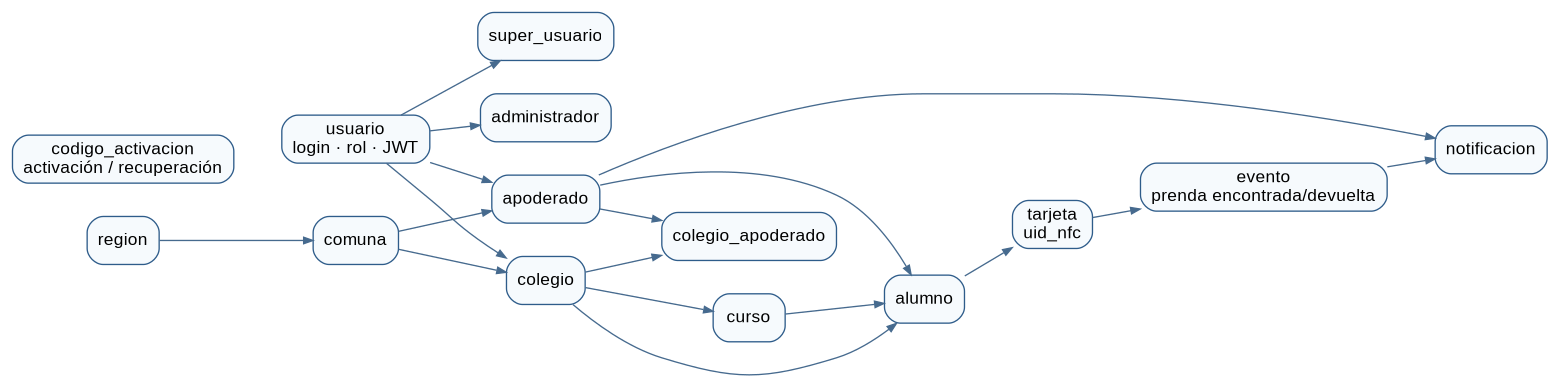 super_usuario
administrador
usuario
login · rol · JWT
codigo_activacion
activación / recuperación
apoderado
notificacion
evento
prenda encontrada/devuelta
tarjeta
uid_nfc
region
comuna
colegio_apoderado
colegio
alumno
curso